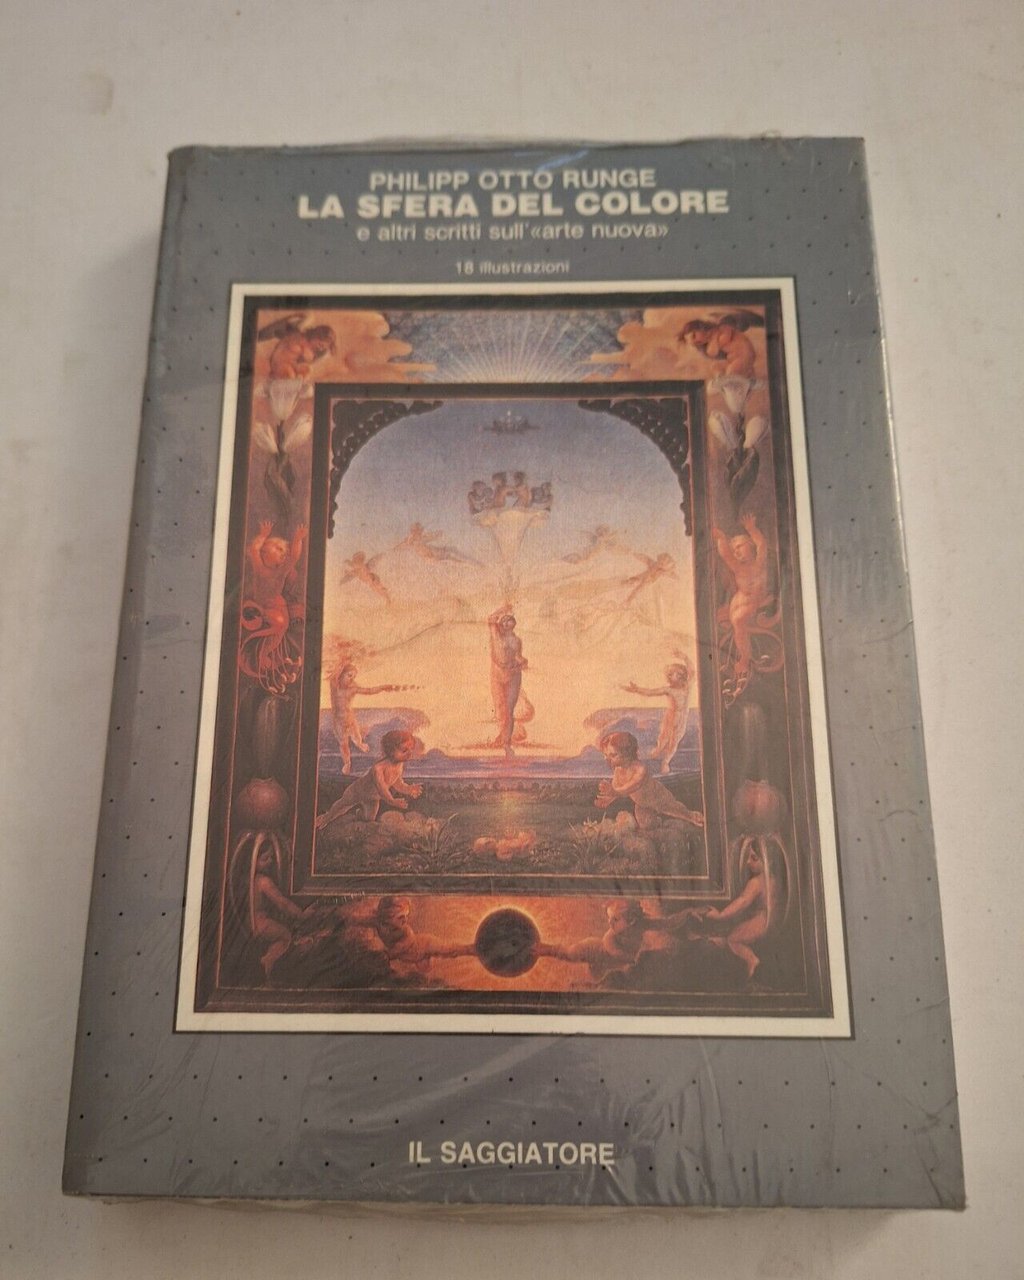 PHILIPP OTTO RUNGE
LA SFERA DEL COLORE
e altri scritti sull'«arte nuova»
18 illustrazioni
IL SAGGIATORE